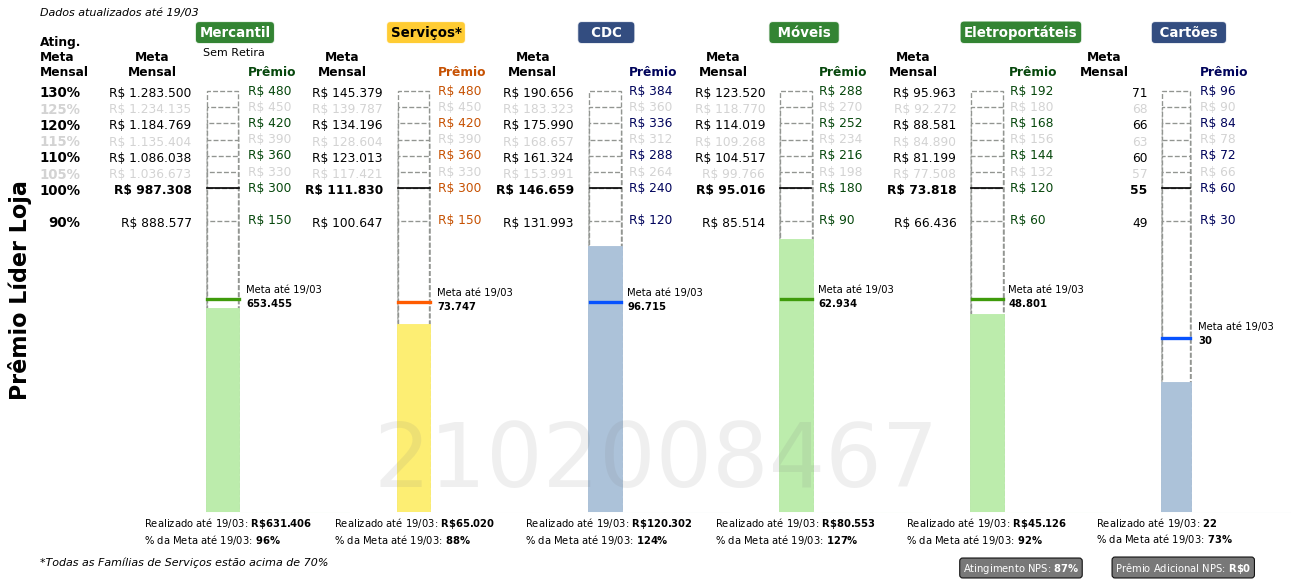 Dados atualizados até 19/03
Mercantil Serviços* CDC Móveis Eletroportáteis Cartões
Sem Retira
Ating. Meta Mensal
Meta Mensal Prêmio Meta Mensal Prêmio Meta Mensal Prêmio Meta Mensal Prêmio Meta Mensal Prêmio Meta Mensal Prêmio
130% R$ 1.283.500 R$ 480 R$ 145.379 R$ 480 R$ 190.656 R$ 384 R$ 123.520 R$ 288 R$ 95.963 R$ 192 71 R$ 96
125% R$ 1.234.135 R$ 450 R$ 139.787 R$ 450 R$ 183.323 R$ 360 R$ 118.770 R$ 270 R$ 92.272 R$ 180 68 R$ 90
120% R$ 1.184.769 R$ 420 R$ 134.196 R$ 420 R$ 175.990 R$ 336 R$ 114.019 R$ 252 R$ 88.581 R$ 168 66 R$ 84
115% R$ 1.135.404 R$ 390 R$ 128.604 R$ 390 R$ 168.657 R$ 312 R$ 109.268 R$ 234 R$ 84.890 R$ 156 63 R$ 78
110% R$ 1.086.038 R$ 360 R$ 123.013 R$ 360 R$ 161.324 R$ 288 R$ 104.517 R$ 216 R$ 81.199 R$ 144 60 R$ 72
105% R$ 1.036.673 R$ 330 R$ 117.421 R$ 330 R$ 153.991 R$ 264 R$ 99.766 R$ 198 R$ 77.508 R$ 132 57 R$ 66
100% R$ 987.308 R$ 300 R$ 111.830 R$ 300 R$ 146.659 R$ 240 R$ 95.016 R$ 180 R$ 73.818 R$ 120 55 R$ 60
90% R$ 888.577 R$ 150 R$ 100.647 R$ 150 R$ 131.993 R$ 120 R$ 85.514 R$ 90 R$ 66.436 R$ 60 49 R$ 30
Prêmio Líder Loja
Meta até 19/03 Meta até 19/03 Meta até 19/03 Meta até 19/03 Meta até 19/03
653.455 73.747 96.715 62.934 48.801
Meta até 19/03
30
2102008467
Realizado até 19/03: R$631.406 Realizado até 19/03: R$65.020 Realizado até 19/03: R$120.302 Realizado até 19/03: R$80.553 Realizado até 19/03: R$45.126 Realizado até 19/03: 22
% da Meta até 19/03: 96% % da Meta até 19/03: 88% % da Meta até 19/03: 124% % da Meta até 19/03: 127% % da Meta até 19/03: 92% % da Meta até 19/03: 73%
*Todas as Famílias de Serviços estão acima de 70%
Atingimento NPS: 87% Prêmio Adicional NPS: R$0